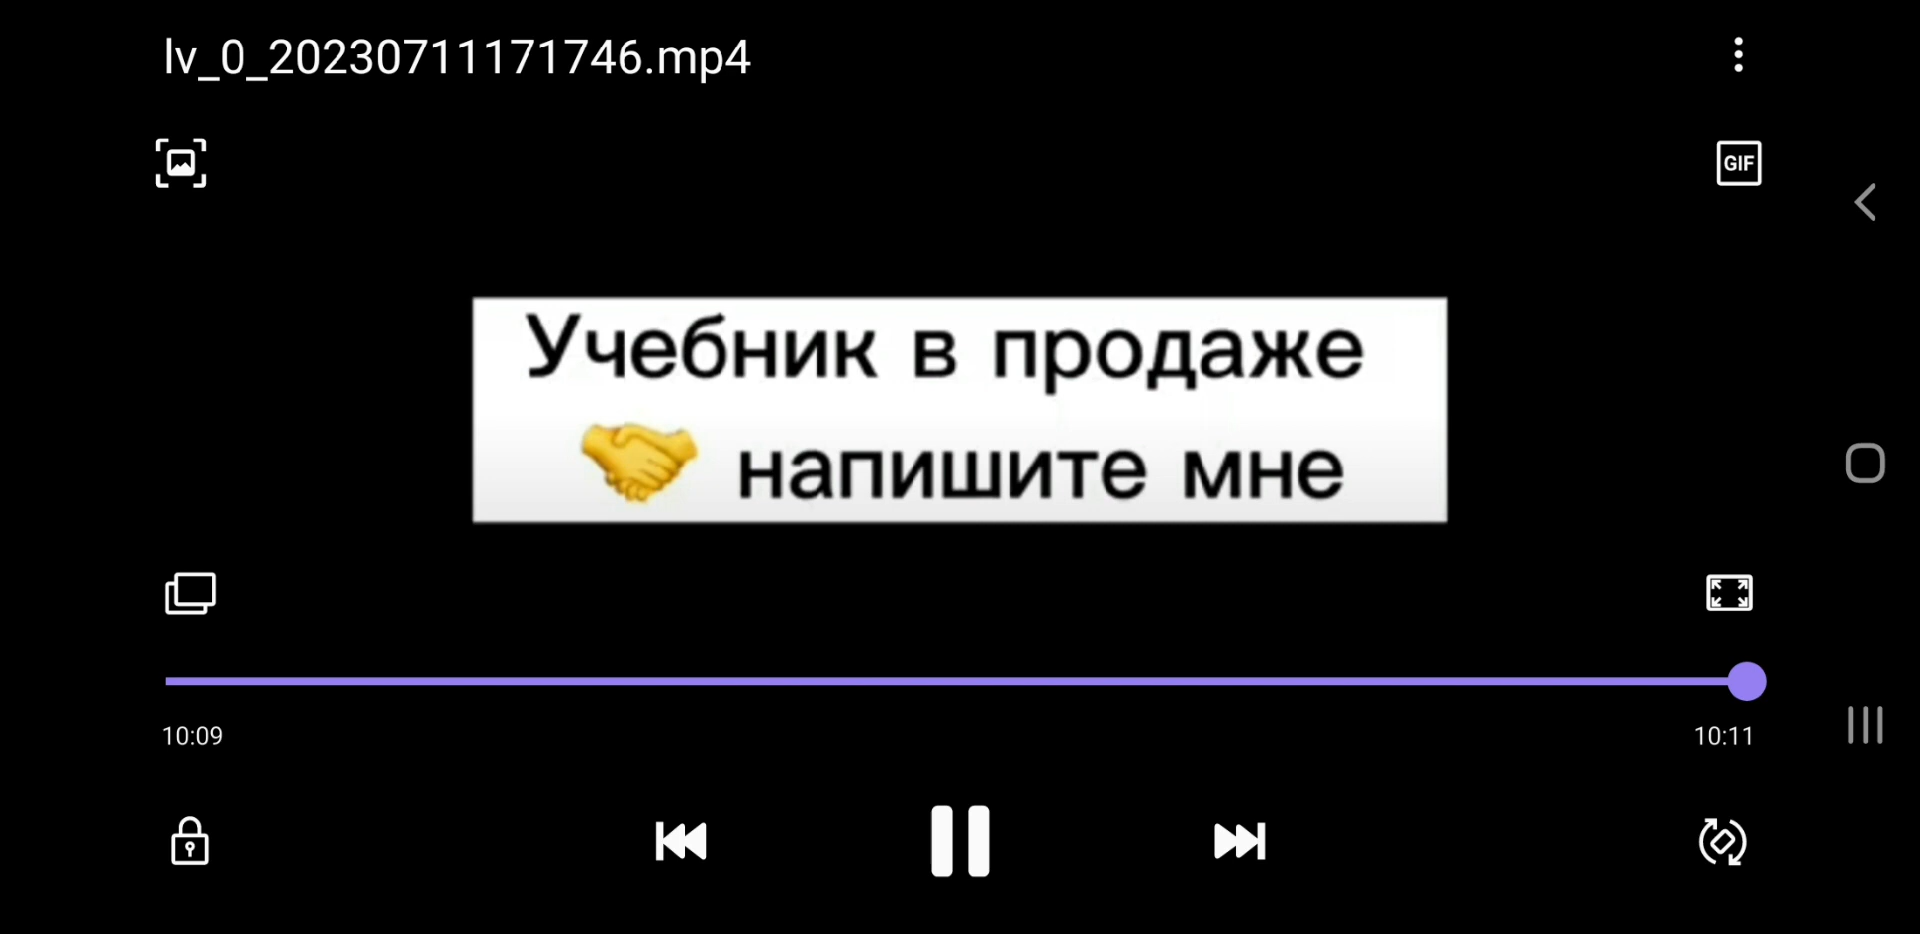 lv_0_20230711171746.mp4
GIF
Учебник в продаже
🤝 напишите мне
10:09
10:11